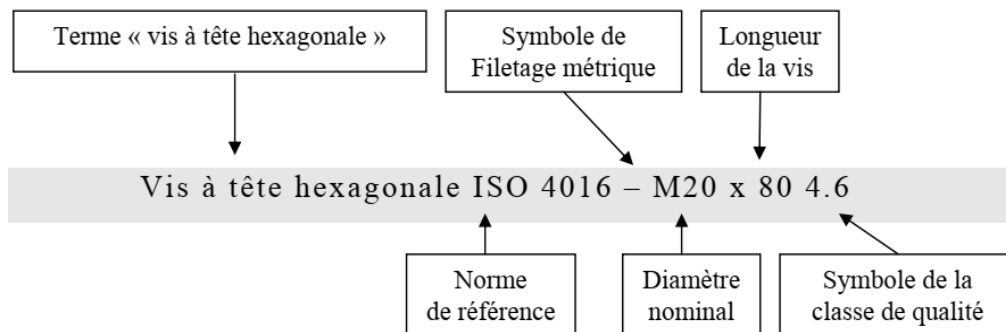 Terme « vis à tête hexagonale »
Symbole de
Filetage métrique
Longueur
de la vis
Vis à tête hexagonale ISO 4016 – M20 x 80 4.6
Norme
de référence
Diamètre
nominal
Symbole de la
classe de qualité